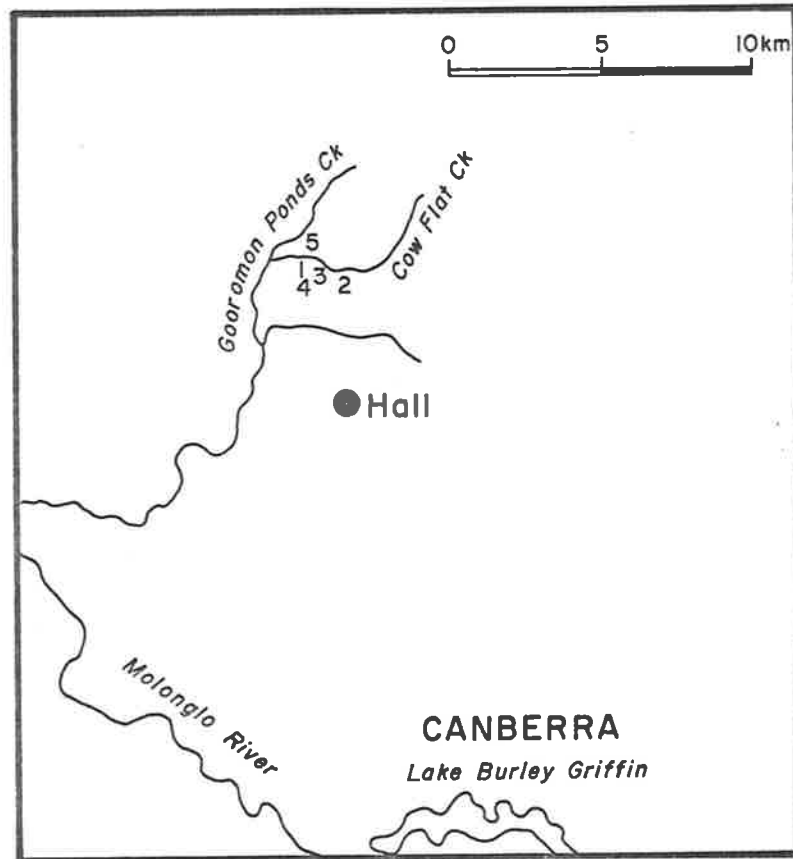 0 5 10km
Gooromon Ponds Ck
Cow Flat Ck
5
1 3 2
4
Hall
Molonglo River
CANBERRA
Lake Burley Griffin